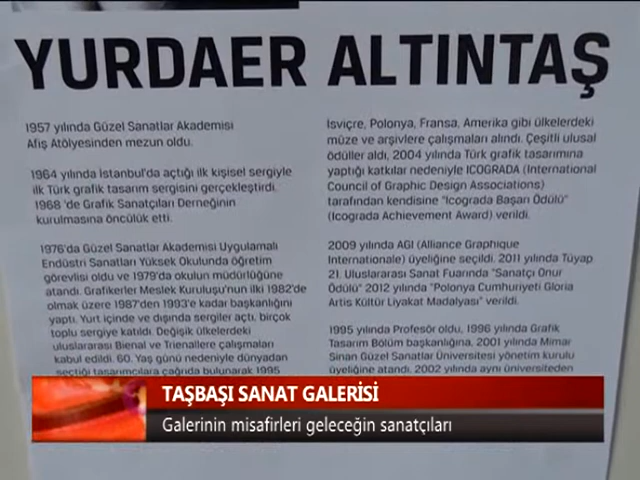 YURDAER ALTINTAŞ
1957 yılında Güzel Sanatlar Akademisi
Afiş Atölyesinden mezun oldu.
1964 yılında İstanbul'da açtığı ilk kişisel sergiyle
ilk Türk grafik tasarım sergisini gerçekleştirdi.
1968 'de Grafik Sanatçıları Derneğinin
kurulmasına öncülük etti.
1976'da Güzel Sanatlar Akademisi Uygulamalı
Endüstri Sanatları Yüksek Okulunda öğretim
görevlisi oldu ve 1979'da okulun müdürlüğüne
atandı. Grafikerler Meslek Kuruluşu'nun ilki 1982'de
olmak üzere 1987'den 1993'e kadar başkanlığını
yaptı. Yurt içinde ve dışında sergiler açtı, birçok
toplu sergiye katıldı. Değişik ülkelerdeki
uluslararası Bienal ve Trienallere çalışmaları
kabul edildi. 60. Yaş günü nedeniyle dünyadan
seçtiği tasarımcılara çağrıda bulunarak 1995
İsviçre, Polonya, Fransa, Amerika gibi ülkelerdeki
müze ve arşivlere çalışmaları alındı. Çeşitli ulusal
ödüller aldı, 2004 yılında Türk grafik tasarımına
yaptığı katkılar nedeniyle ICOGRADA (International
Council of Graphic Design Associations)
tarafından kendisine "Icograda Başarı Ödülü"
(Icograda Achievement Award) verildi.
2009 yılında AGI (Alliance Graphique
Internationale) üyeliğine seçildi. 2011 yılında Tüyap
21. Uluslararası Sanat Fuarında "Sanatçı Onur
Ödülü" 2012 yılında "Polonya Cumhuriyeti Gloria
Artis Kültür Liyakat Madalyası" verildi.
1995 yılında Profesör oldu, 1996 yılında Grafik
Tasarım Bölüm başkanlığına, 2001 yılında Mimar
Sinan Güzel Sanatlar Üniversitesi yönetim kurulu
üyeliğine atandı. 2002 yılında aynı üniversiteden
TAŞBAŞI SANAT GALERİSİ
Galerinin misafirleri geleceğin sanatçıları